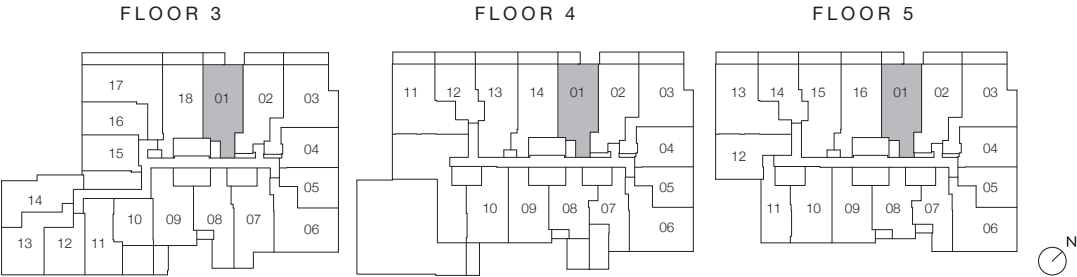 FLOOR 3
FLOOR 4
FLOOR 5
17 18 01 02 03
16
15 04
14 05
13 12 11 10 09 08 07 06
11 12 13 14 01 02 03
04
05
10 09 08 07 06
13 14 15 16 01 02 03
12 04
05
11 10 09 08 07 06
N